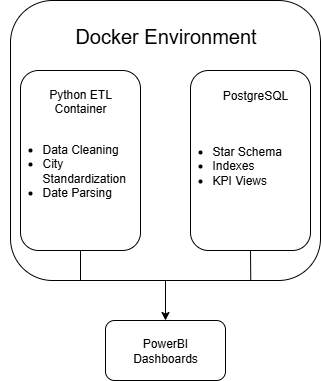 Docker Environment
Python ETL
Container
• Data Cleaning
• City
Standardization
• Date Parsing
PostgreSQL
• Star Schema
• Indexes
• KPI Views
PowerBI
Dashboards